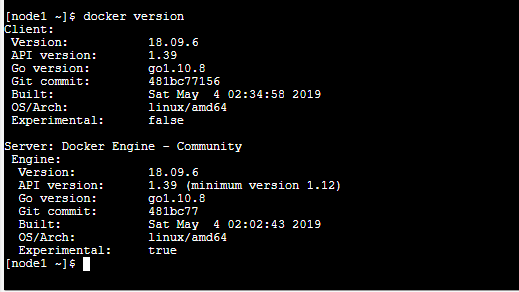 [node1 ~]$ docker version
Client:
 Version:           18.09.6
 API version:       1.39
 Go version:        go1.10.8
 Git commit:        481bc77156
 Built:             Sat May  4 02:34:58 2019
 OS/Arch:           linux/amd64
 Experimental:      false

Server: Docker Engine - Community
 Engine:
  Version:          18.09.6
  API version:      1.39 (minimum version 1.12)
  Go version:       go1.10.8
  Git commit:       481bc77
  Built:            Sat May  4 02:02:43 2019
  OS/Arch:          linux/amd64
  Experimental:     true
[node1 ~]$